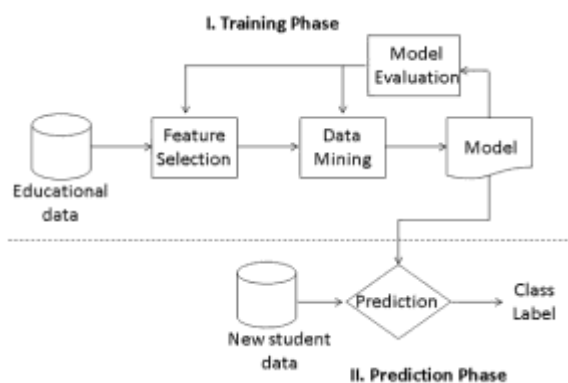 I. Training Phase
Model
Evaluation
Feature
Selection
Data
Mining
Model
Educational
data
Prediction
Class
Label
New student
data
II. Prediction Phase